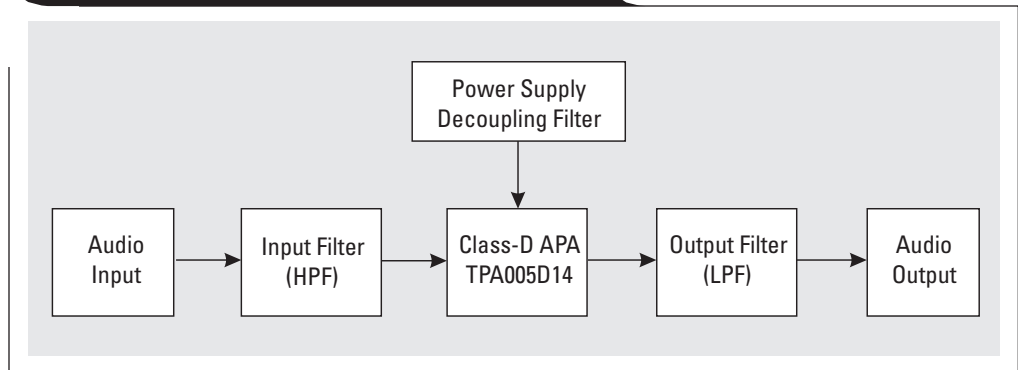 Power Supply
Decoupling Filter
Audio
Input
Input Filter
(HPF)
Class-D APA
TPA005D14
Output Filter
(LPF)
Audio
Output